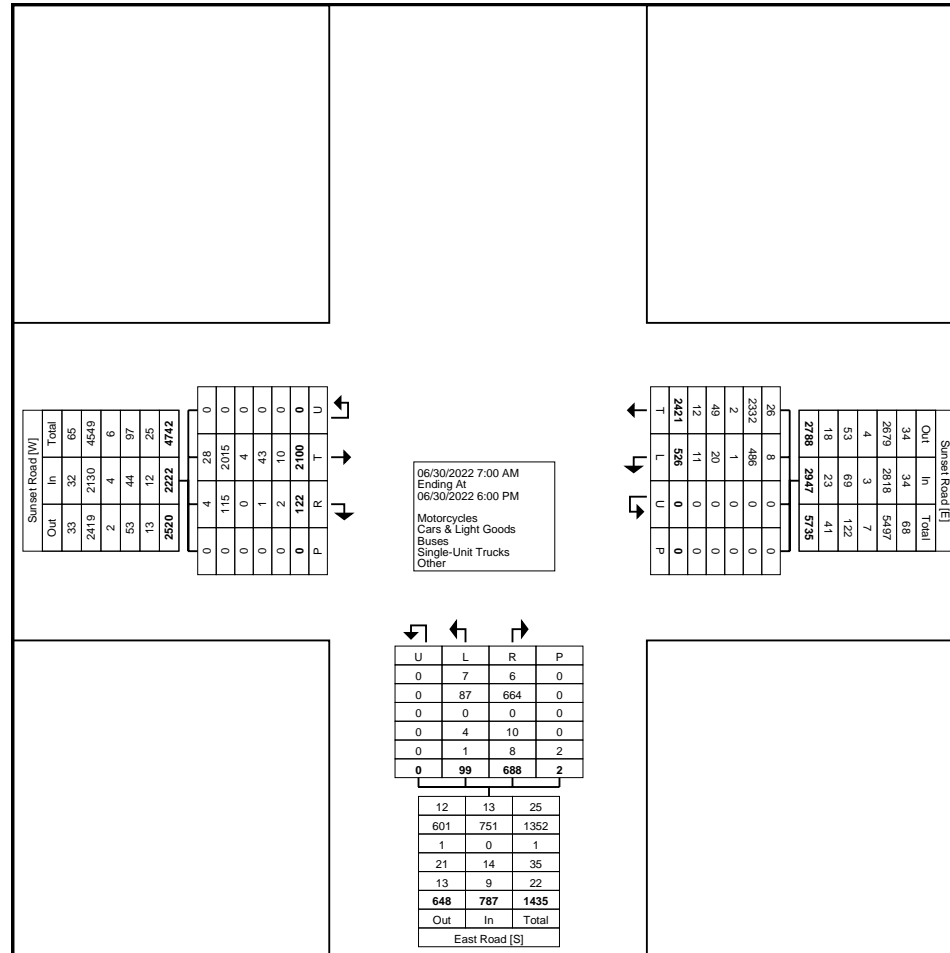 Sunset Road [W]
Out In Total
33 32 65
2419 2130 4549
2 4 6
53 44 97
13 12 25
2520 2222 4742
U T R P
0 2100 122 0
0 10 2 0
0 43 1 0
0 4 0 0
0 2015 115 0
0 28 4 0
06/30/2022 7:00 AM
Ending At
06/30/2022 6:00 PM
Motorcycles
Cars & Light Goods
Buses
Single-Unit Trucks
Other
Sunset Road [E]
Out In Total
34 34 68
2679 2818 5497
4 3 7
53 69 122
18 23 41
2788 2947 5735
26 8 0 0
2332 486 0 0
2 1 0 0
49 20 0 0
12 11 0 0
2421 526 0 0
T L U P
U L R P
0 7 6 0
0 87 664 0
0 0 0 0
0 4 10 0
0 1 8 2
0 99 688 2
12 13 25
601 751 1352
1 0 1
21 14 35
13 9 22
648 787 1435
Out In Total
East Road [S]